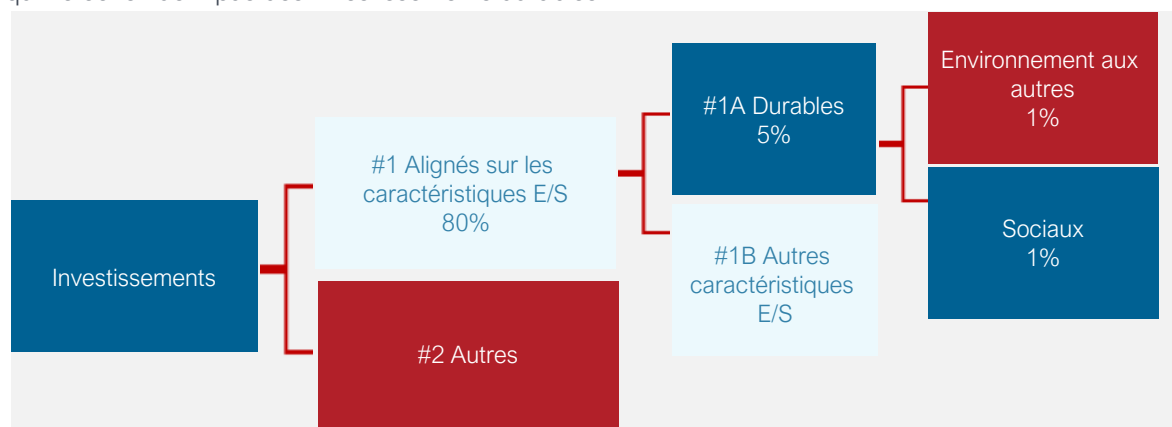 Investissements
#1 Alignés sur les
caractéristiques E/S
80%
#2 Autres
#1A Durables
5%
#1B Autres
caractéristiques
E/S
Environnement aux
autres
1%
Sociaux
1%